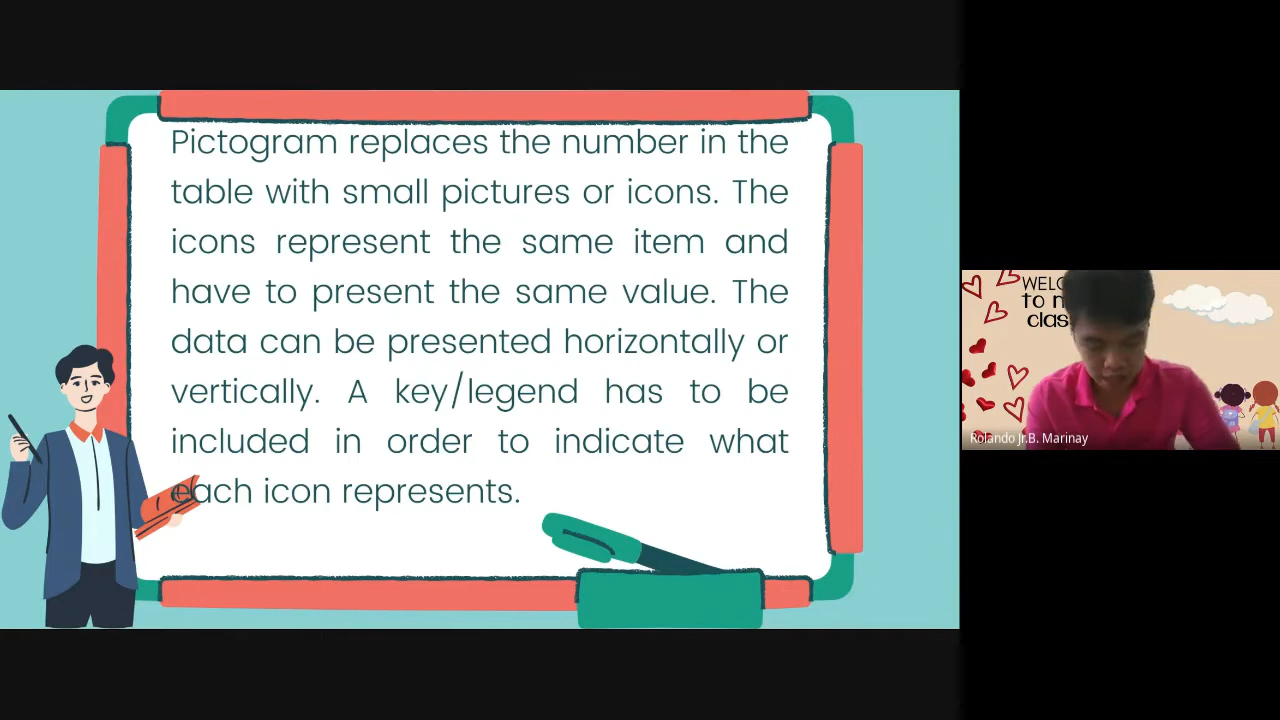 Pictogram replaces the number in the
table with small pictures or icons. The
icons represent the same item and
have to present the same value. The
data can be presented horizontally or
vertically. A key/legend has to be
included in order to indicate what
each icon represents.
WELC
to m
clas
Rolando Jr.B. Marinay